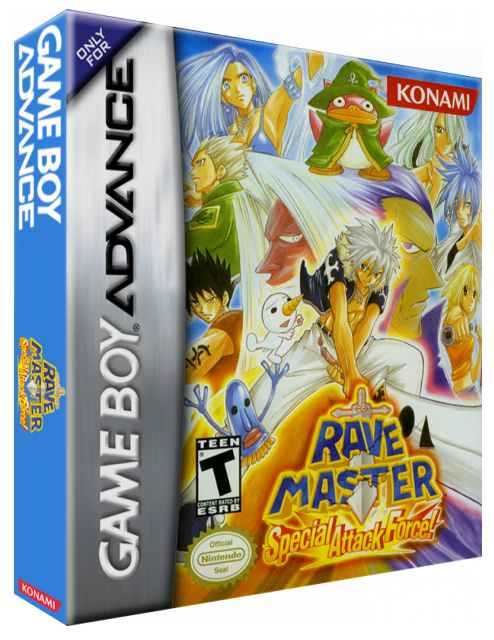 GAME BOY
ADVANCE
RAVE
MASTER
Special Attack Force!
KONAMI
ONLY
FOR
GAME BOY ADVANCE
KONAMI
RAVE
MASTER
Special Attack Force!
TEEN
T
CONTENT RATED BY
ESRB
Official
Nintendo
Seal